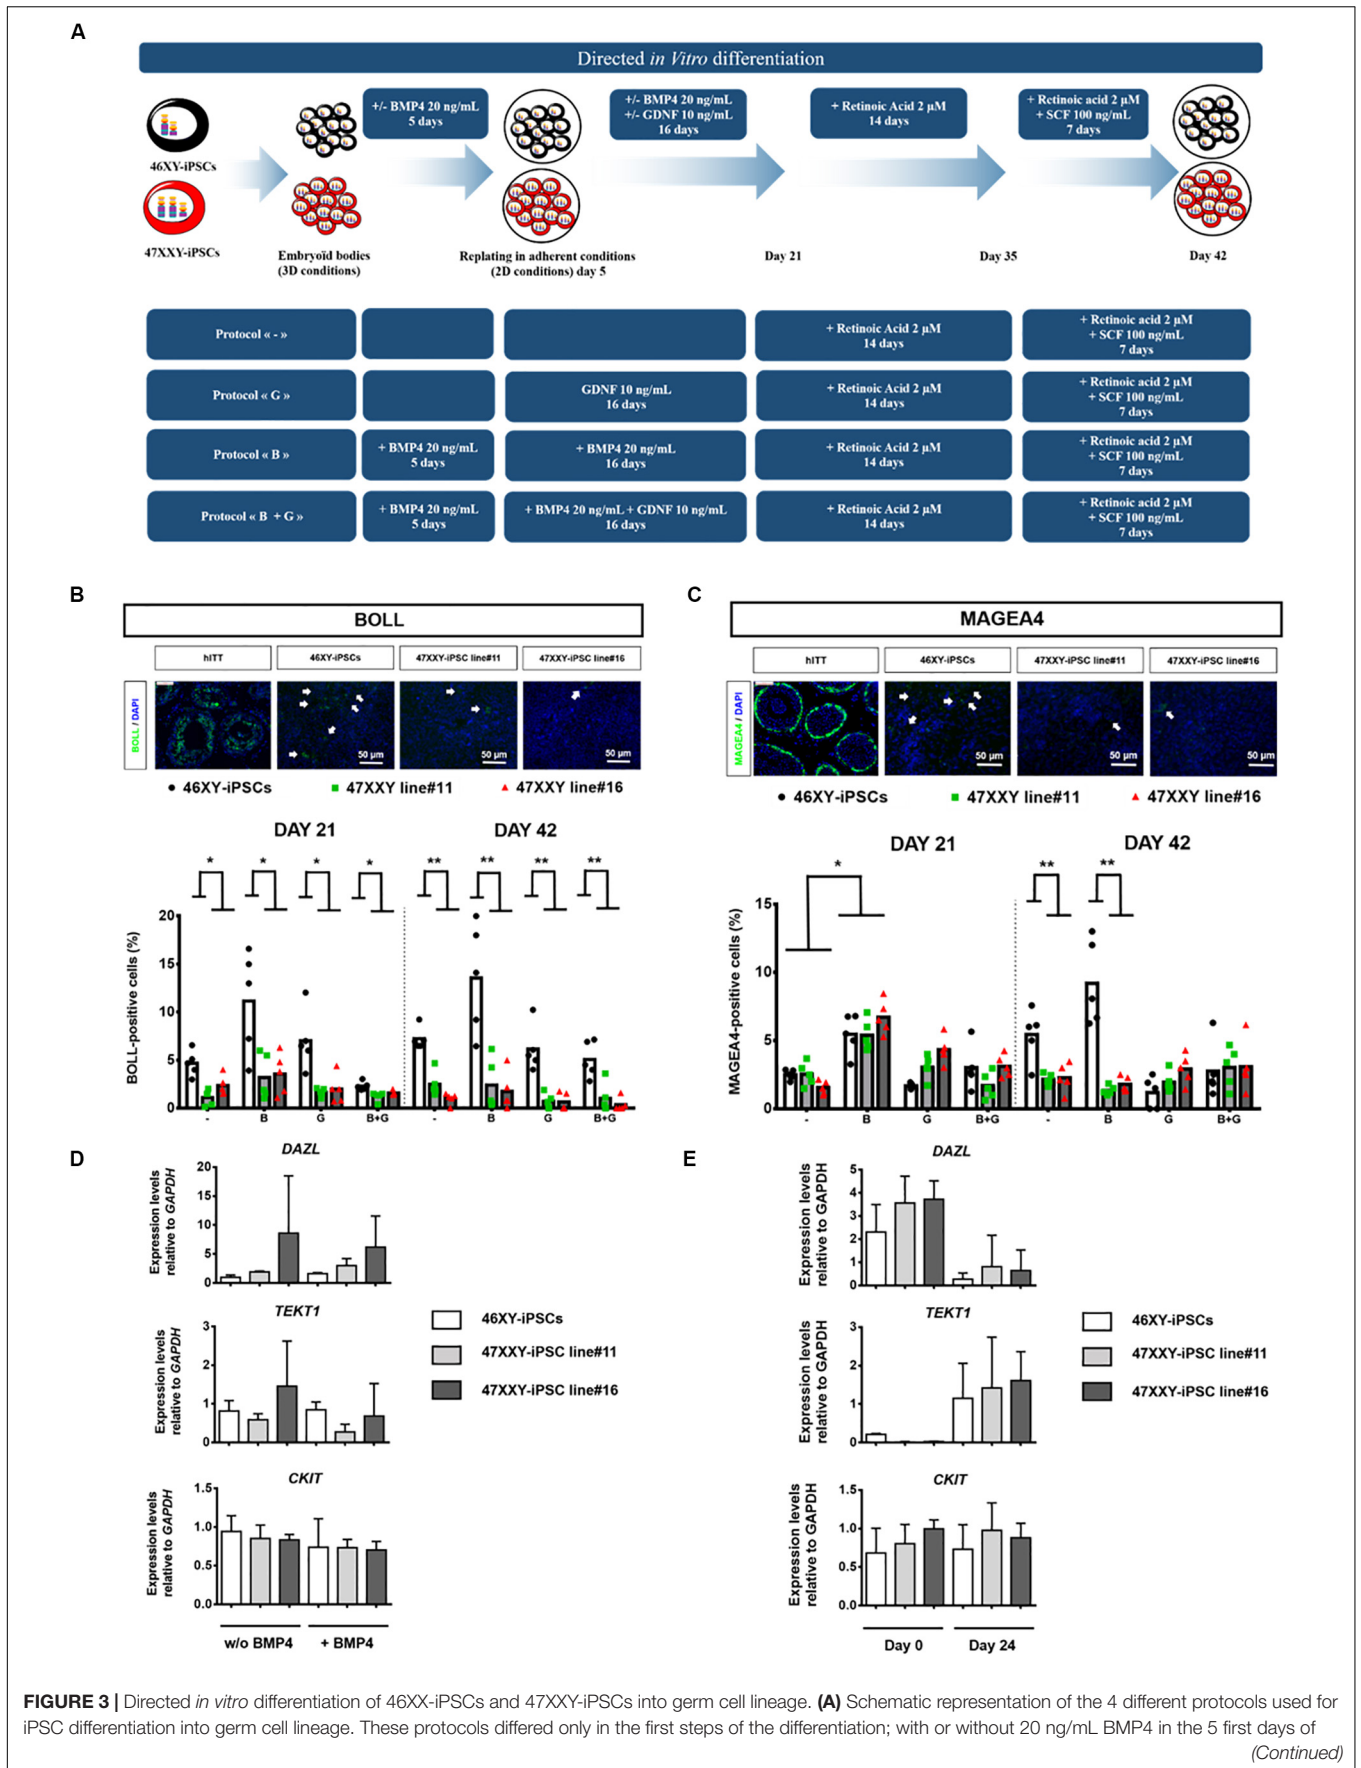 A
Directed in Vitro differentiation
46XY-iPSCs
47XXY-iPSCs
+/- BMP4 20 ng/mL
5 days
+/- BMP4 20 ng/mL
+/- GDNF 10 ng/mL
16 days
+ Retinoic Acid 2 µM
14 days
+ Retinoic acid 2 µM
+ SCF 100 ng/mL
7 days
Embryoïd bodies
(3D conditions)
Replating in adherent conditions
(2D conditions) day 5
Day 21
Day 35
Day 42
Protocol « - »
+ Retinoic Acid 2 µM
14 days
+ Retinoic acid 2 µM
+ SCF 100 ng/mL
7 days
Protocol « G »
GDNF 10 ng/mL
16 days
+ Retinoic Acid 2 µM
14 days
+ Retinoic acid 2 µM
+ SCF 100 ng/mL
7 days
Protocol « B »
+ BMP4 20 ng/mL
5 days
+ BMP4 20 ng/mL
16 days
+ Retinoic Acid 2 µM
14 days
+ Retinoic acid 2 µM
+ SCF 100 ng/mL
7 days
Protocol « B + G »
+ BMP4 20 ng/mL
5 days
+ BMP4 20 ng/mL + GDNF 10 ng/mL
16 days
+ Retinoic Acid 2 µM
14 days
+ Retinoic acid 2 µM
+ SCF 100 ng/mL
7 days
B
BOLL
hITT
46XY-iPSCs
47XXY-iPSC line#11
47XXY-iPSC line#16
BOLL / DAPI
50 µm
50 µm
50 µm
46XY-iPSCs
47XXY line#11
47XXY line#16
DAY 21
DAY 42
* * * * ** ** ** **
BOLL-positive cells (%)
20
15
10
5
0
- B G B+G - B G B+G
C
MAGEA4
hITT
46XY-iPSCs
47XXY-iPSC line#11
47XXY-iPSC line#16
MAGEA4 / DAPI
50 µm
50 µm
50 µm
46XY-iPSCs
47XXY line#11
47XXY line#16
DAY 21
DAY 42
* ** **
MAGEA4-positive cells (%)
15
10
5
0
- B G B+G - B G B+G
D
DAZL
Expression levels
relative to GAPDH
20
15
10
5
0
TEKT1
Expression levels
relative to GAPDH
3
2
1
0
CKIT
Expression levels
relative to GAPDH
1.5
1.0
0.5
0.0
w/o BMP4
+ BMP4
46XY-iPSCs
47XXY-iPSC line#11
47XXY-iPSC line#16
E
DAZL
Expression levels
relative to GAPDH
5
4
3
2
1
0
TEKT1
Expression levels
relative to GAPDH
3
2
1
0
CKIT
Expression levels
relative to GAPDH
1.5
1.0
0.5
0.0
Day 0
Day 24
46XY-iPSCs
47XXY-iPSC line#11
47XXY-iPSC line#16
FIGURE 3 | Directed in vitro differentiation of 46XX-iPSCs and 47XXY-iPSCs into germ cell lineage. (A) Schematic representation of the 4 different protocols used for
iPSC differentiation into germ cell lineage. These protocols differed only in the first steps of the differentiation; with or without 20 ng/mL BMP4 in the 5 first days of
(Continued)